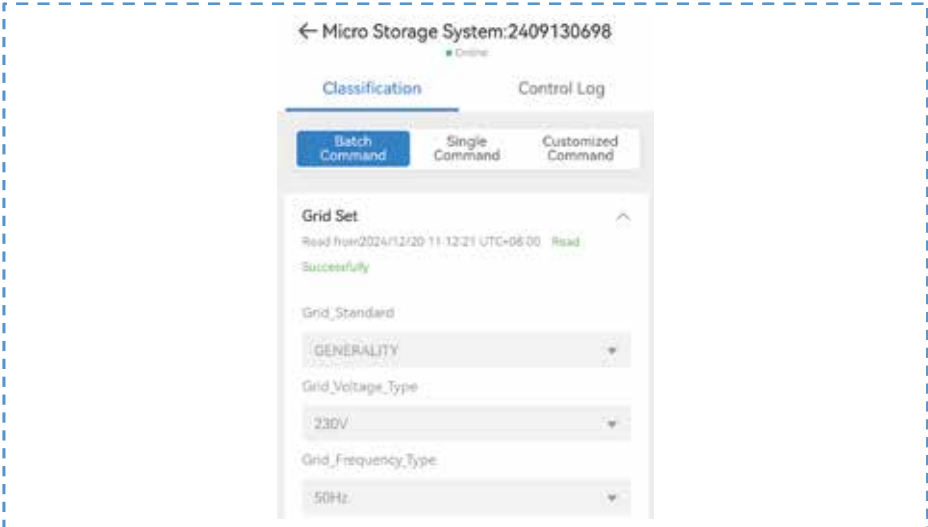 ← Micro Storage System:2409130698
Online
Classification Control Log
Batch Command Single Command Customized Command
Grid Set
Read from2024/12/20 11:12:21 UTC+08:00 Read
Successfully
Grid_Standard
GENERALITY
Grid_Voltage_Type
230V
Grid_Frequency_Type
50Hz